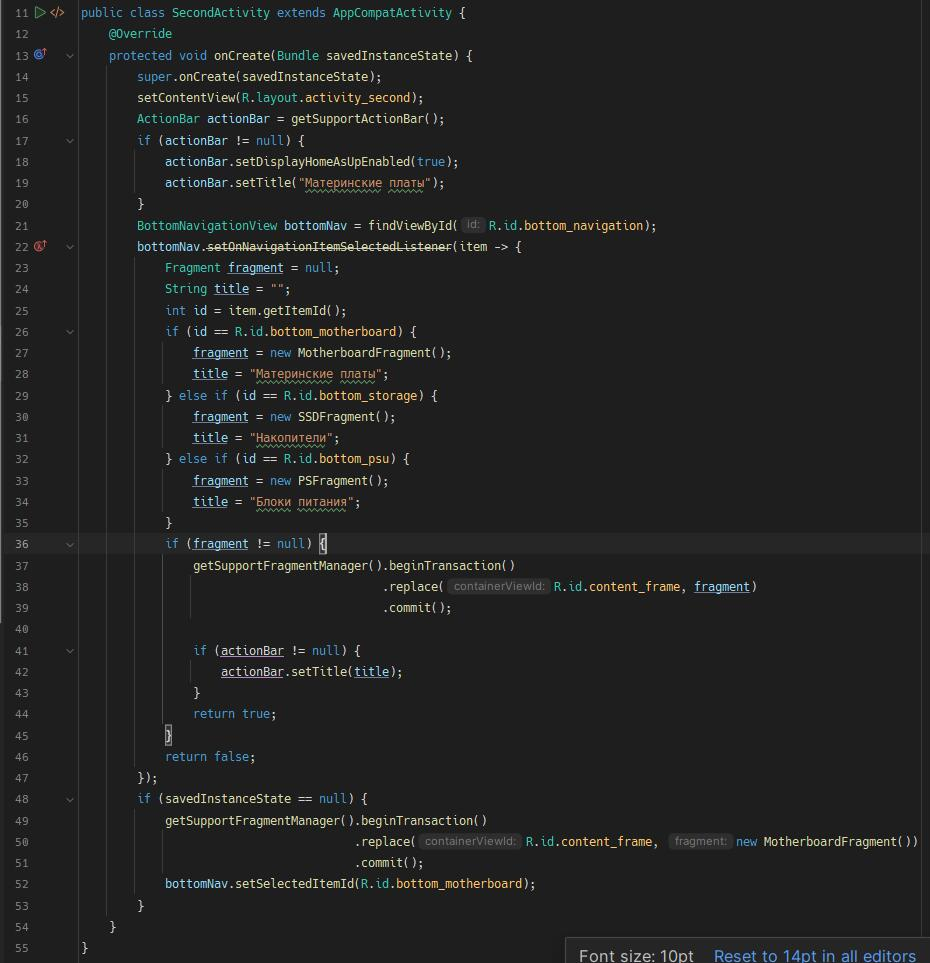 11 public class SecondActivity extends AppCompatActivity {
12 @Override
13 protected void onCreate(Bundle savedInstanceState) {
14 super.onCreate(savedInstanceState);
15 setContentView(R.layout.activity_second);
16 ActionBar actionBar = getSupportActionBar();
17 if (actionBar != null) {
18 actionBar.setDisplayHomeAsUpEnabled(true);
19 actionBar.setTitle("Материнские платы");
20 }
21 BottomNavigationView bottomNav = findViewById( id: R.id.bottom_navigation);
22 bottomNav.setOnNavigationItemSelectedListener(item -> {
23 Fragment fragment = null;
24 String title = "";
25 int id = item.getItemId();
26 if (id == R.id.bottom_motherboard) {
27 fragment = new MotherboardFragment();
28 title = "Материнские платы";
29 } else if (id == R.id.bottom_storage) {
30 fragment = new SSDFragment();
31 title = "Накопители";
32 } else if (id == R.id.bottom_psu) {
33 fragment = new PSFragment();
34 title = "Блоки питания";
35 }
36 if (fragment != null) {
37 getSupportFragmentManager().beginTransaction()
38 .replace( containerViewId: R.id.content_frame, fragment)
39 .commit();
40
41 if (actionBar != null) {
42 actionBar.setTitle(title);
43 }
44 return true;
45 }
46 return false;
47 });
48 if (savedInstanceState == null) {
49 getSupportFragmentManager().beginTransaction()
50 .replace( containerViewId: R.id.content_frame, fragment: new MotherboardFragment())
51 .commit();
52 bottomNav.setSelectedItemId(R.id.bottom_motherboard);
53 }
54 }
55 }
Font size: 10pt Reset to 14pt in all editors